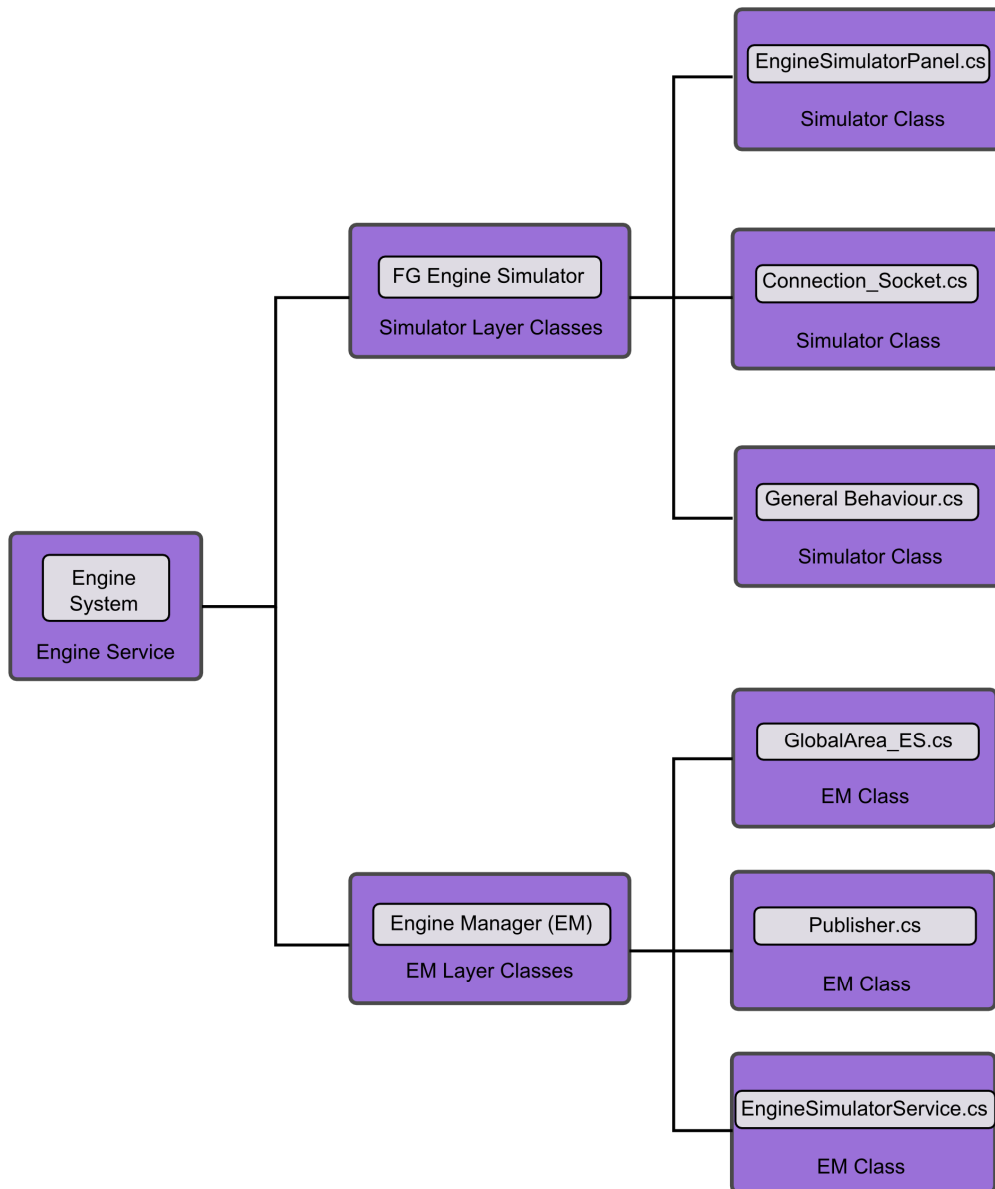 EngineSimulatorPanel.cs
Simulator Class
FG Engine Simulator
Simulator Layer Classes
Connection_Socket.cs
Simulator Class
General Behaviour.cs
Simulator Class
Engine
System
Engine Service
GlobalArea_ES.cs
EM Class
Engine Manager (EM)
EM Layer Classes
Publisher.cs
EM Class
EngineSimulatorService.cs
EM Class